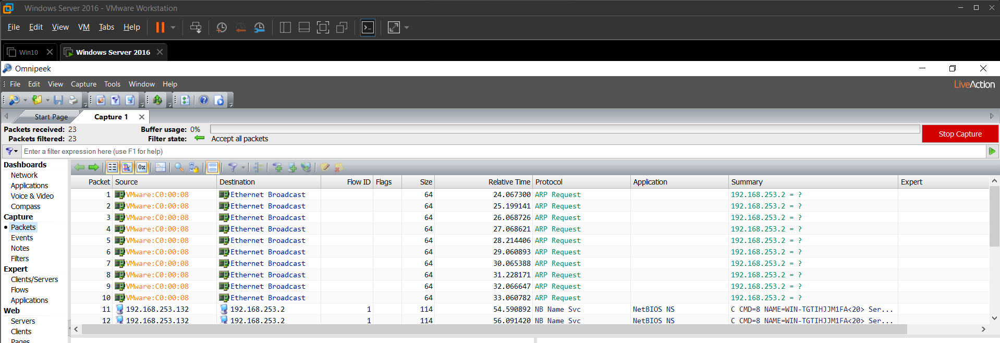 Windows Server 2016 - VMware Workstation
File Edit View VM Tabs Help
Win10 Windows Server 2016
Omnipeek
File Edit View Capture Tools Window Help
LiveAction
Start Page Capture 1
Packets received: 23 Buffer usage: 0%
Packets filtered: 23 Filter state: Accept all packets
Stop Capture
Enter a filter expression here (use F1 for help)
Dashboards
Network
Applications
Voice & Video
Compass
Capture
Packets
Events
Notes
Filters
Expert
Clients/Servers
Flows
Applications
Web
Servers
Clients
Pages
0x
Packet Source Destination Flow ID Flags Size Relative Time Protocol Application Summary Expert
1 VMware:C0:00:08 Ethernet Broadcast 64 24.067300 ARP Request 192.168.253.2 = ?
2 VMware:C0:00:08 Ethernet Broadcast 64 25.199141 ARP Request 192.168.253.2 = ?
3 VMware:C0:00:08 Ethernet Broadcast 64 26.068726 ARP Request 192.168.253.2 = ?
4 VMware:C0:00:08 Ethernet Broadcast 64 27.068621 ARP Request 192.168.253.2 = ?
5 VMware:C0:00:08 Ethernet Broadcast 64 28.214406 ARP Request 192.168.253.2 = ?
6 VMware:C0:00:08 Ethernet Broadcast 64 29.060893 ARP Request 192.168.253.2 = ?
7 VMware:C0:00:08 Ethernet Broadcast 64 30.065388 ARP Request 192.168.253.2 = ?
8 VMware:C0:00:08 Ethernet Broadcast 64 31.228171 ARP Request 192.168.253.2 = ?
9 VMware:C0:00:08 Ethernet Broadcast 64 32.066647 ARP Request 192.168.253.2 = ?
10 VMware:C0:00:08 Ethernet Broadcast 64 33.060782 ARP Request 192.168.253.2 = ?
11 192.168.253.132 192.168.253.2 1 114 54.590892 NB Name Svc NetBIOS NS C CMD=8 NAME=WIN-TGTIHJJM1FA<20> Ser...
12 192.168.253.132 192.168.253.2 1 114 56.091420 NB Name Svc NetBIOS NS C CMD=8 NAME=WIN-TGTIHJJM1FA<20> Ser...